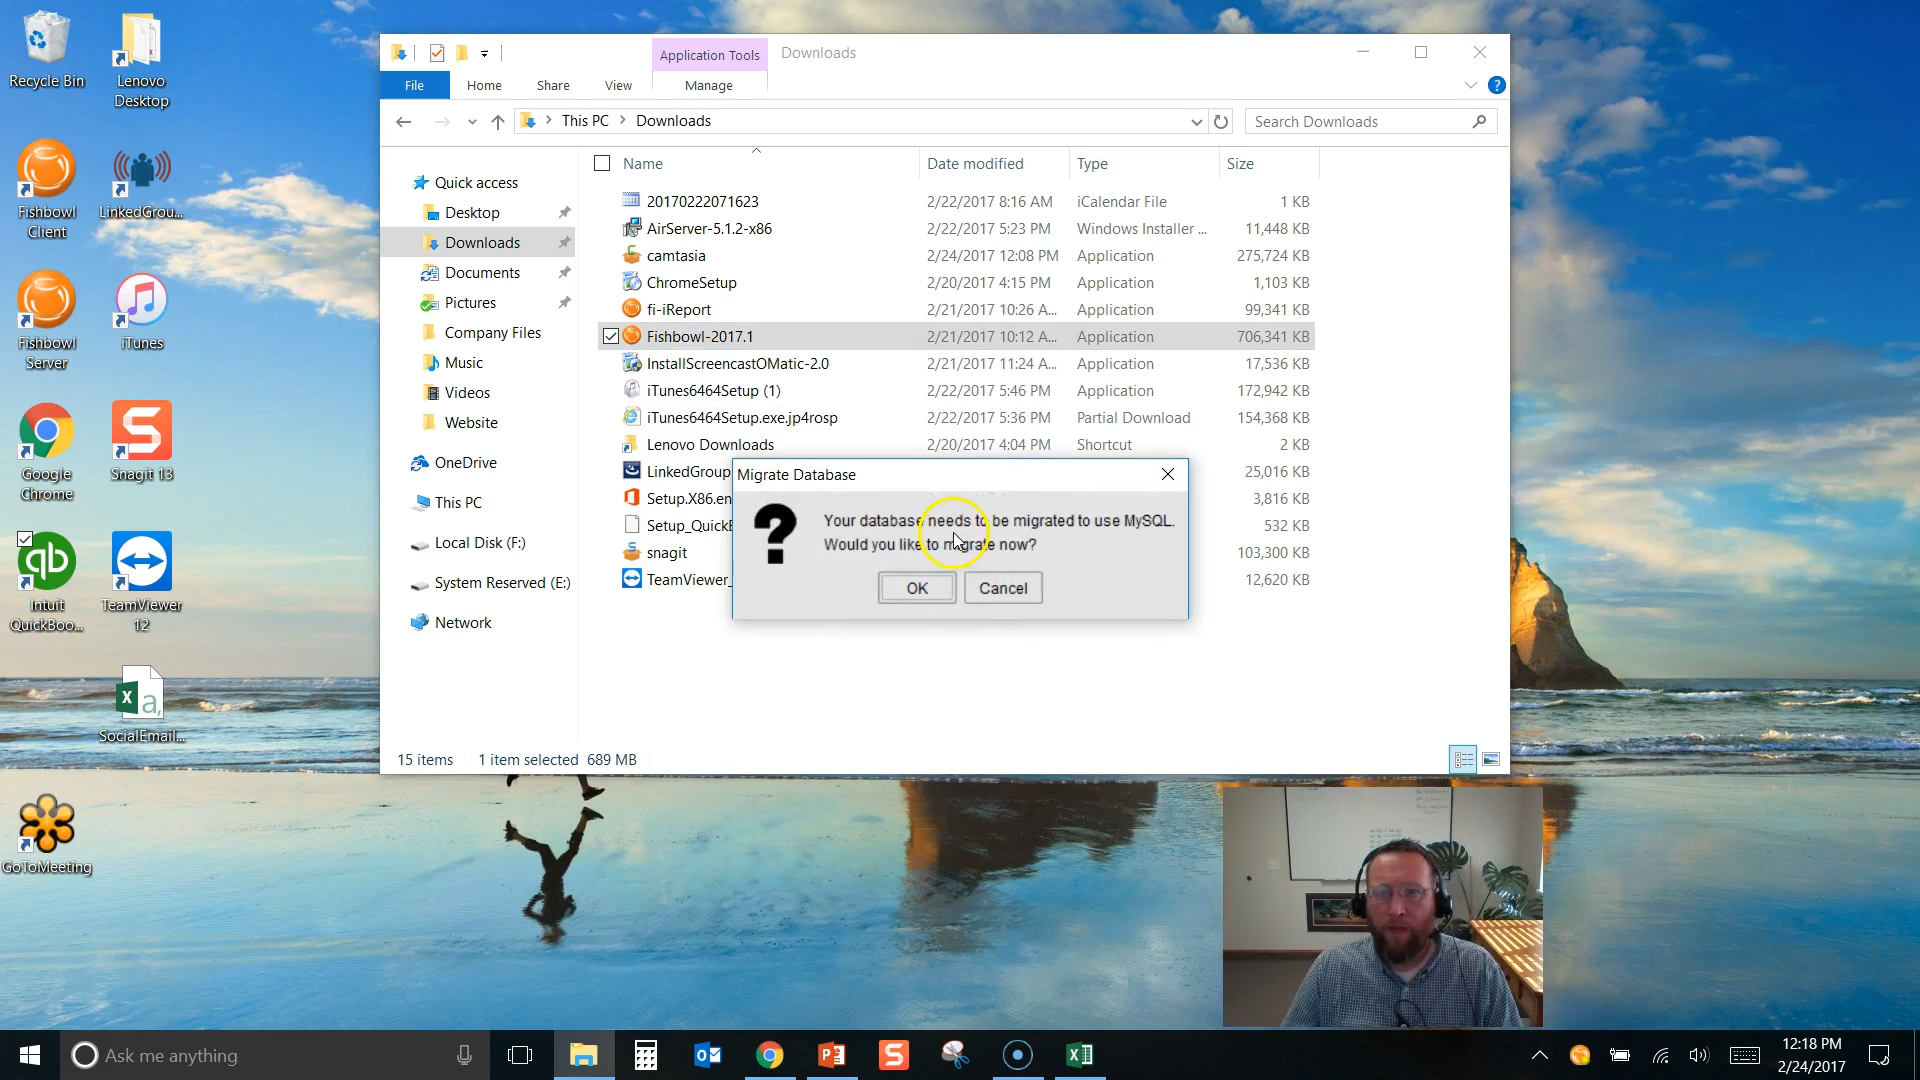 Recycle Bin
Lenovo
Desktop
Fishbowl
Client
LinkedGrou...
Fishbowl
Server
iTunes
Google
Chrome
Snagit 13
Intuit
QuickBoo...
TeamViewer
12
SocialEmail...
GoToMeeting
Application Tools
Downloads
File
Home
Share
View
Manage
This PC
Downloads
Search Downloads
Quick access
Desktop
Downloads
Documents
Pictures
Company Files
Music
Videos
Website
OneDrive
This PC
Local Disk (F:)
System Reserved (E:)
Network
Name Date modified Type Size
20170222071623 2/22/2017 8:16 AM iCalendar File 1 KB
AirServer-5.1.2-x86 2/22/2017 5:23 PM Windows Installer ... 11,448 KB
camtasia 2/24/2017 12:08 PM Application 275,724 KB
ChromeSetup 2/20/2017 4:15 PM Application 1,103 KB
fi-iReport 2/21/2017 10:26 A... Application 99,341 KB
Fishbowl-2017.1 2/21/2017 10:12 A... Application 706,341 KB
InstallScreencastOMatic-2.0 2/21/2017 11:24 A... Application 17,536 KB
iTunes6464Setup (1) 2/22/2017 5:46 PM Application 172,942 KB
iTunes6464Setup.exe.jp4rosp 2/22/2017 5:36 PM Partial Download 154,368 KB
Lenovo Downloads 2/20/2017 4:04 PM Shortcut 2 KB
LinkedGroup 25,016 KB
Setup.X86.en 3,816 KB
Setup_QuickB 532 KB
snagit 103,300 KB
TeamViewer_ 12,620 KB
Migrate Database
Your database needs to be migrated to use MySQL.
Would you like to migrate now?
OK
Cancel
15 items 1 item selected 689 MB
Ask me anything
12:18 PM
2/24/2017